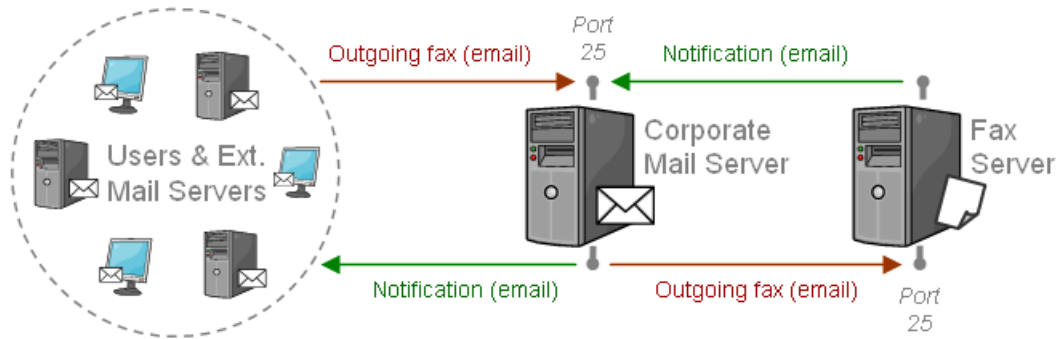 Port
25
Outgoing fax (email)
Notification (email)
Users & Ext.
Mail Servers
Corporate
Mail Server
Fax
Server
Notification (email)
Outgoing fax (email)
Port
25